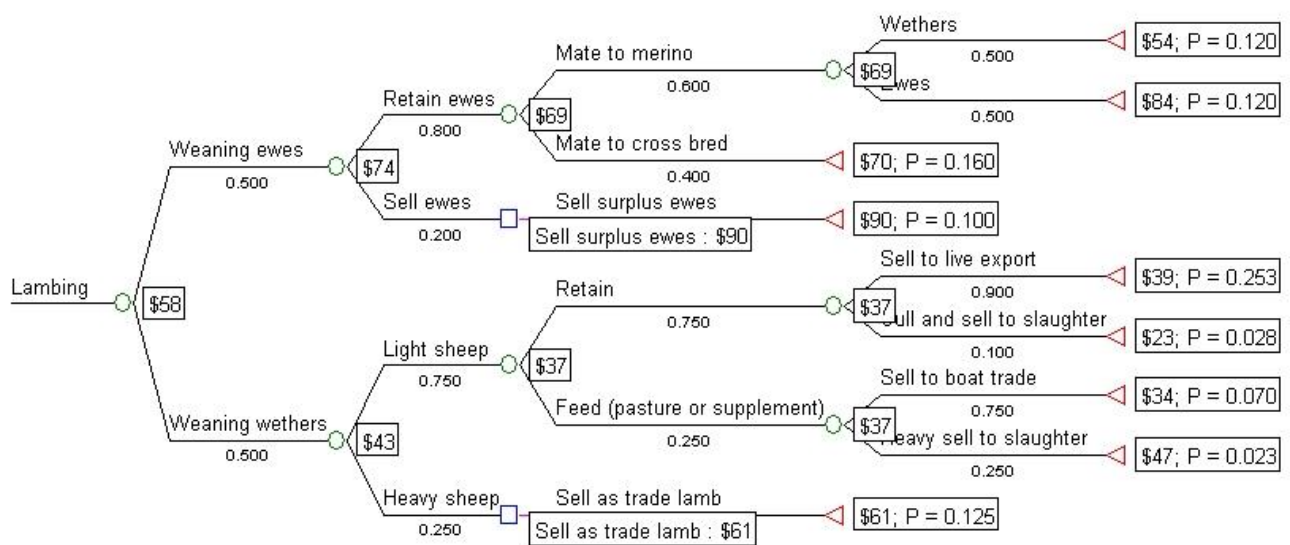 Lambing
$58
Weaning ewes
0.500
$74
Retain ewes
0.800
$69
Mate to merino
0.600
$69
Wethers
0.500
$54; P = 0.120
Ewes
0.500
$84; P = 0.120
Mate to cross bred
0.400
$70; P = 0.160
Sell ewes
0.200
Sell surplus ewes
Sell surplus ewes : $90
$90; P = 0.100
Weaning wethers
0.500
$43
Light sheep
0.750
$37
Retain
0.750
$37
Sell to live export
0.900
$39; P = 0.253
Cull and sell to slaughter
0.100
$23; P = 0.028
Feed (pasture or supplement)
0.250
$37
Sell to boat trade
0.750
$34; P = 0.070
Heavy sell to slaughter
0.250
$47; P = 0.023
Heavy sheep
0.250
Sell as trade lamb
Sell as trade lamb : $61
$61; P = 0.125